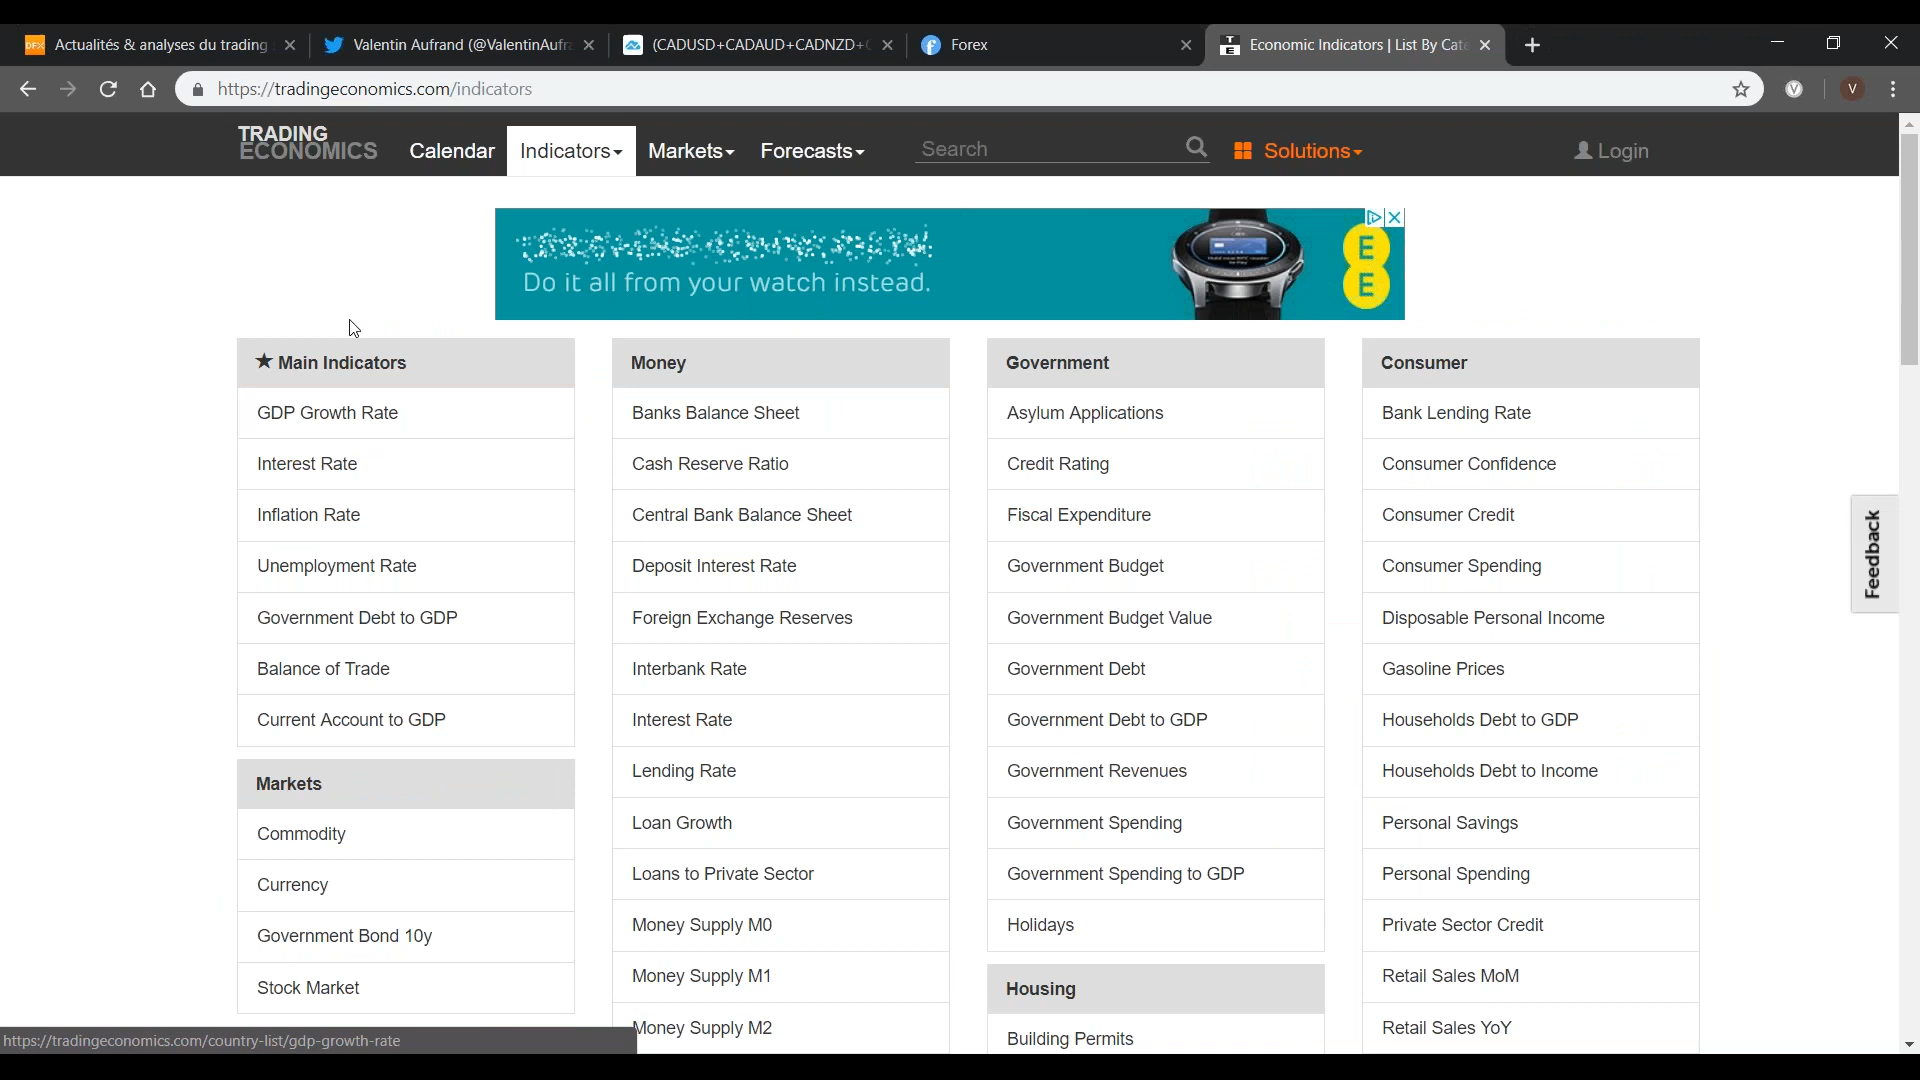 DFX Actualités & analyses du trading
Valentin Aufrand (@ValentinAufr
(CADUSD+CADAUD+CADNZD+
Forex
TE Economic Indicators | List By Cate
https://tradingeconomics.com/indicators
V
V
TRADING
ECONOMICS
Calendar
Indicators
Markets
Forecasts
Search
Solutions
Login
Do it all from your watch instead.
EE
★ Main Indicators
GDP Growth Rate
Interest Rate
Inflation Rate
Unemployment Rate
Government Debt to GDP
Balance of Trade
Current Account to GDP
Markets
Commodity
Currency
Government Bond 10y
Stock Market
Money
Banks Balance Sheet
Cash Reserve Ratio
Central Bank Balance Sheet
Deposit Interest Rate
Foreign Exchange Reserves
Interbank Rate
Interest Rate
Lending Rate
Loan Growth
Loans to Private Sector
Money Supply M0
Money Supply M1
Money Supply M2
Government
Asylum Applications
Credit Rating
Fiscal Expenditure
Government Budget
Government Budget Value
Government Debt
Government Debt to GDP
Government Revenues
Government Spending
Government Spending to GDP
Holidays
Housing
Building Permits
Consumer
Bank Lending Rate
Consumer Confidence
Consumer Credit
Consumer Spending
Disposable Personal Income
Gasoline Prices
Households Debt to GDP
Households Debt to Income
Personal Savings
Personal Spending
Private Sector Credit
Retail Sales MoM
Retail Sales YoY
Feedback
https://tradingeconomics.com/country-list/gdp-growth-rate